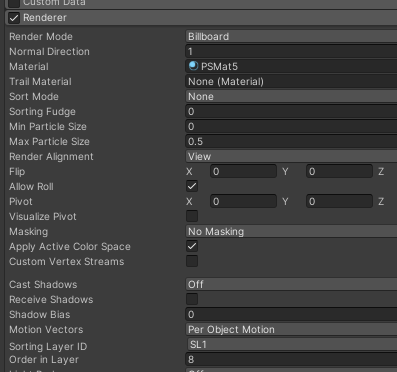 Custom Data
Renderer
Render Mode Billboard
Normal Direction 1
Material PSMat5
Trail Material None (Material)
Sort Mode None
Sorting Fudge 0
Min Particle Size 0
Max Particle Size 0.5
Render Alignment View
Flip X 0 Y 0 Z
Allow Roll
Pivot X 0 Y 0 Z
Visualize Pivot
Masking No Masking
Apply Active Color Space
Custom Vertex Streams
Cast Shadows Off
Receive Shadows
Shadow Bias 0
Motion Vectors Per Object Motion
Sorting Layer ID SL1
Order in Layer 8